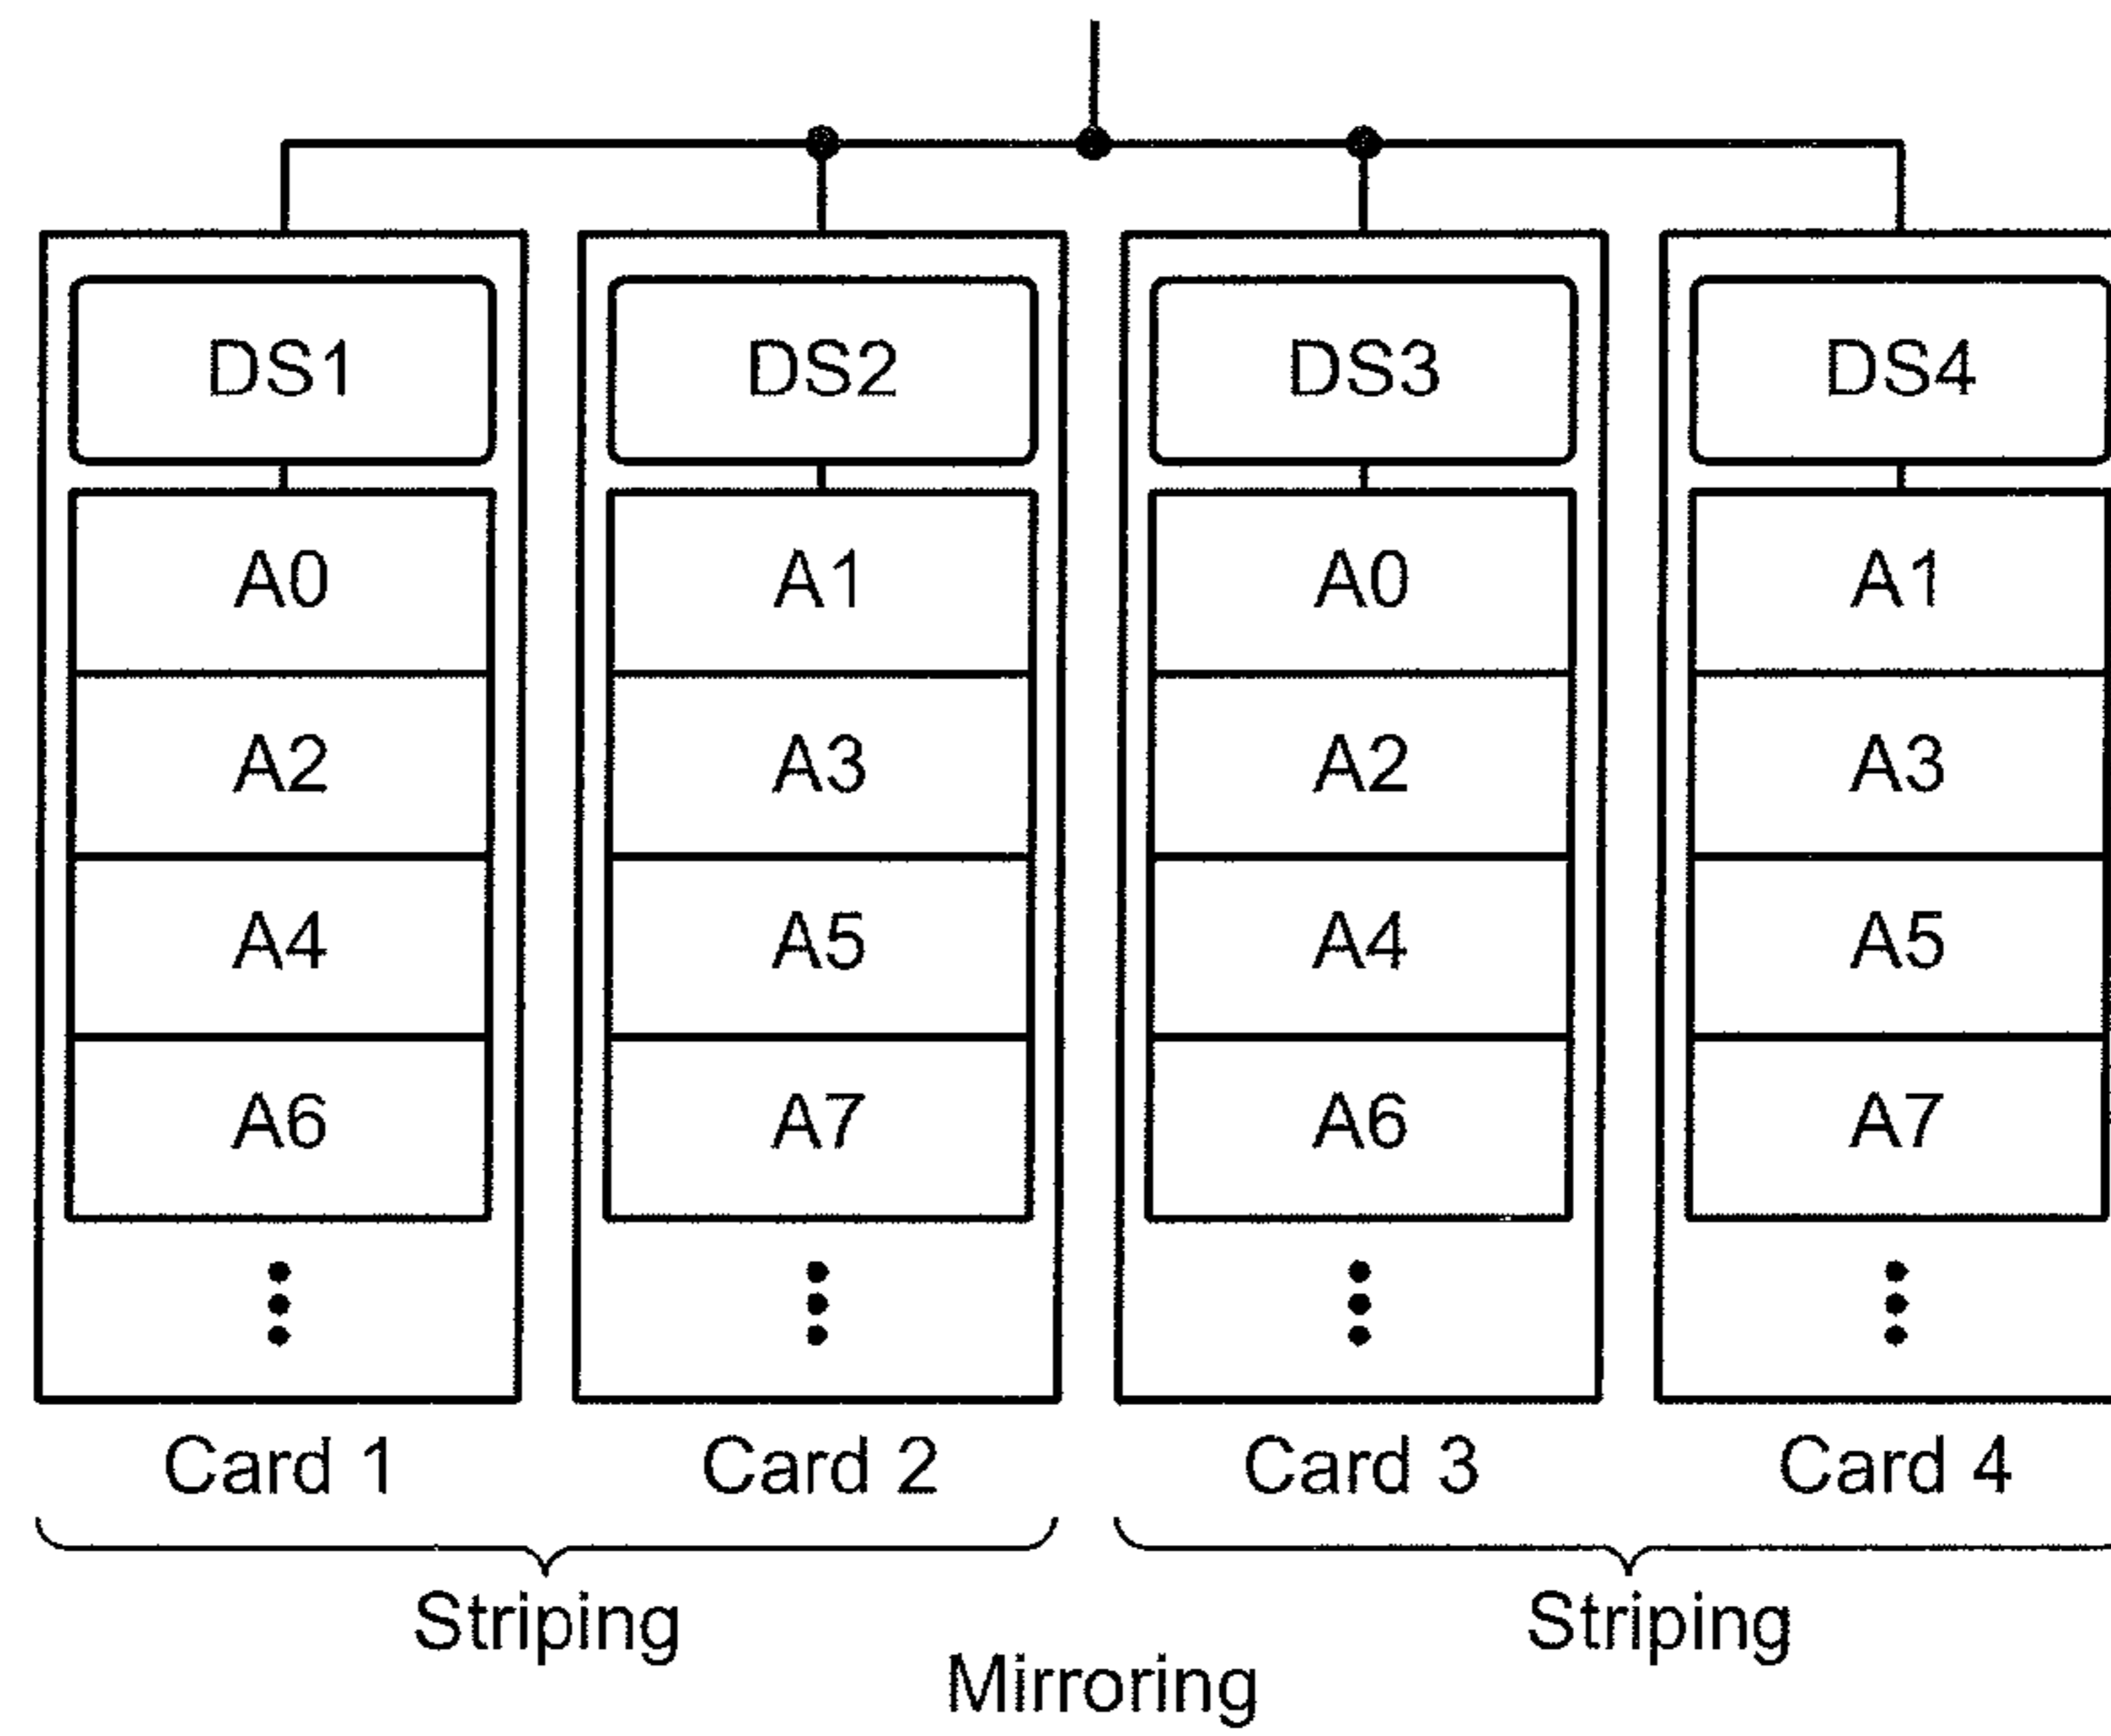 DS1 DS2 DS3 DS4
A0 A1 A0 A1
A2 A3 A2 A3
A4 A5 A4 A5
A6 A7 A6 A7
Card 1 Card 2 Card 3 Card 4
Striping Striping
Mirroring